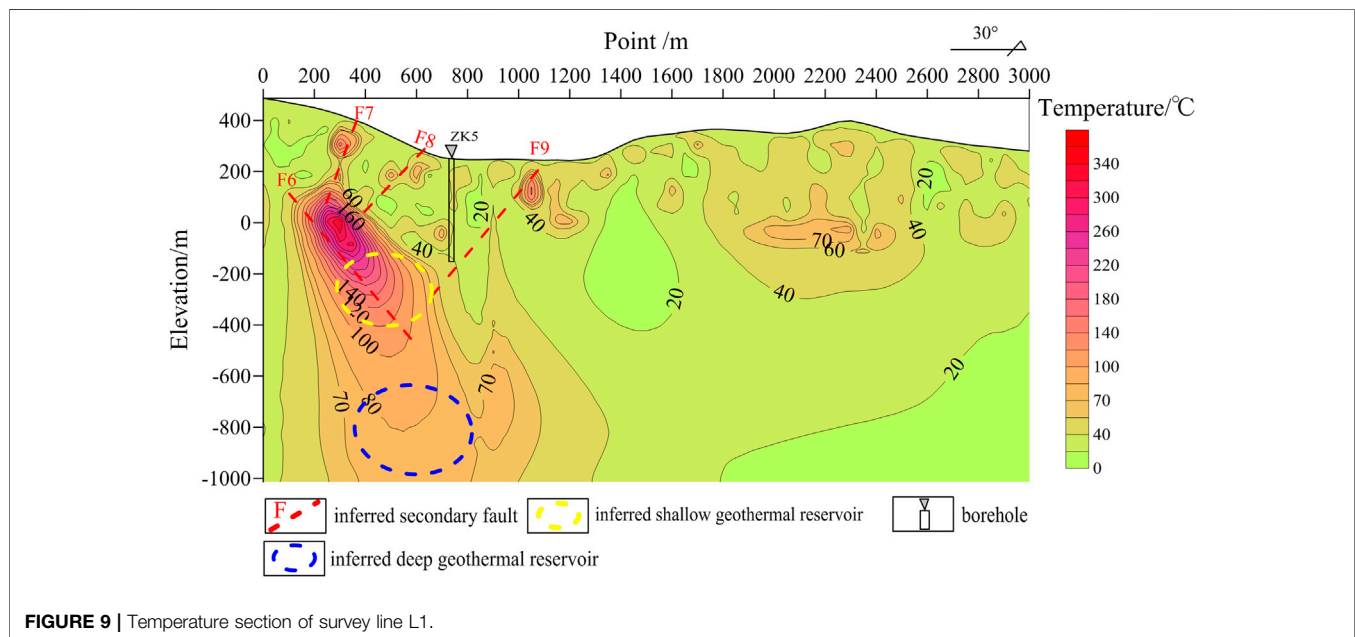 Point /m
30°
0 200 400 600 800 1000 1200 1400 1600 1800 2000 2200 2400 2600 2800 3000
Temperature/℃
Elevation/m
400
200
0
-200
-400
-600
-800
-1000
F7
F8
ZK5
F9
F6
60
160
20
40
40
140
120
100
70
80
70
20
70
60
40
40
20
20
340
300
260
220
180
140
100
70
40
0
F
inferred secondary fault
inferred shallow geothermal reservoir
borehole
inferred deep geothermal reservoir
FIGURE 9 | Temperature section of survey line L1.